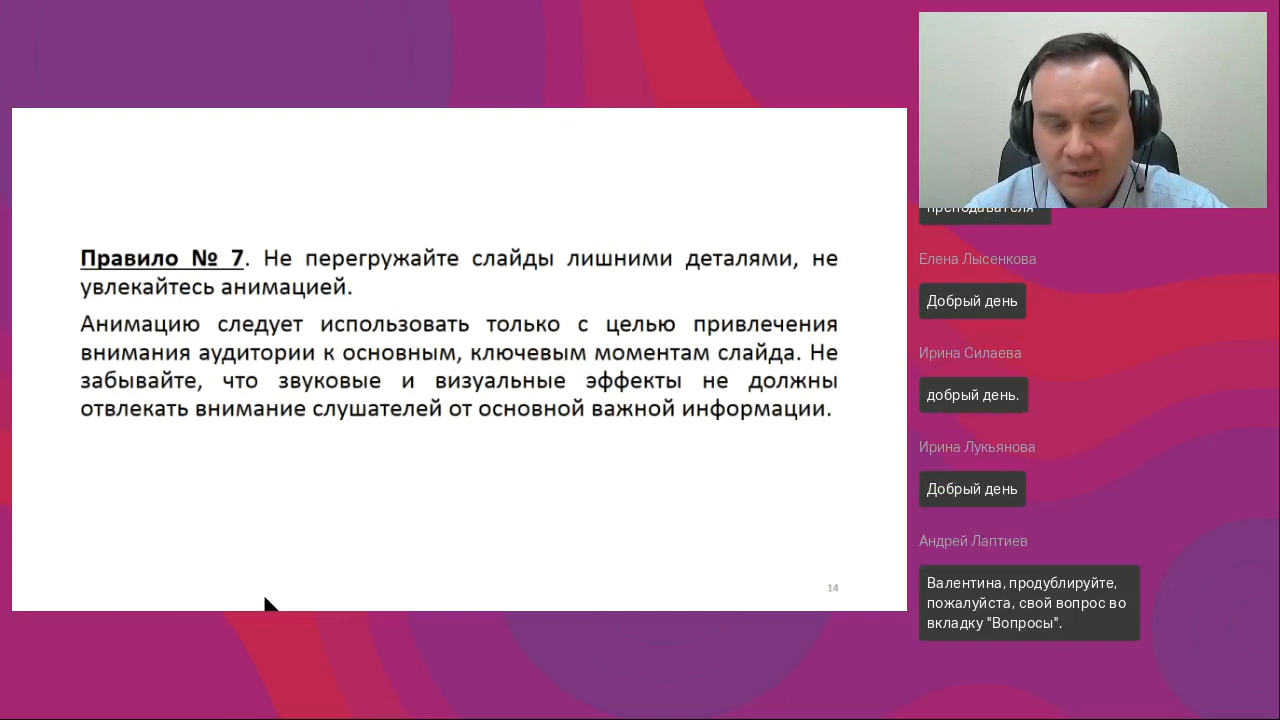 Правило № 7. Не перегружайте слайды лишними деталями, не
увлекайтесь анимацией.
Анимацию следует использовать только с целью привлечения
внимания аудитории к основным, ключевым моментам слайда. Не
забывайте, что звуковые и визуальные эффекты не должны
отвлекать внимание слушателей от основной важной информации.
14
преподавателя
Елена Лысенкова
Добрый день
Ирина Силаева
добрый день.
Ирина Лукьянова
Добрый день
Андрей Лаптиев
Валентина, продублируйте,
пожалуйста, свой вопрос во
вкладку "Вопросы".